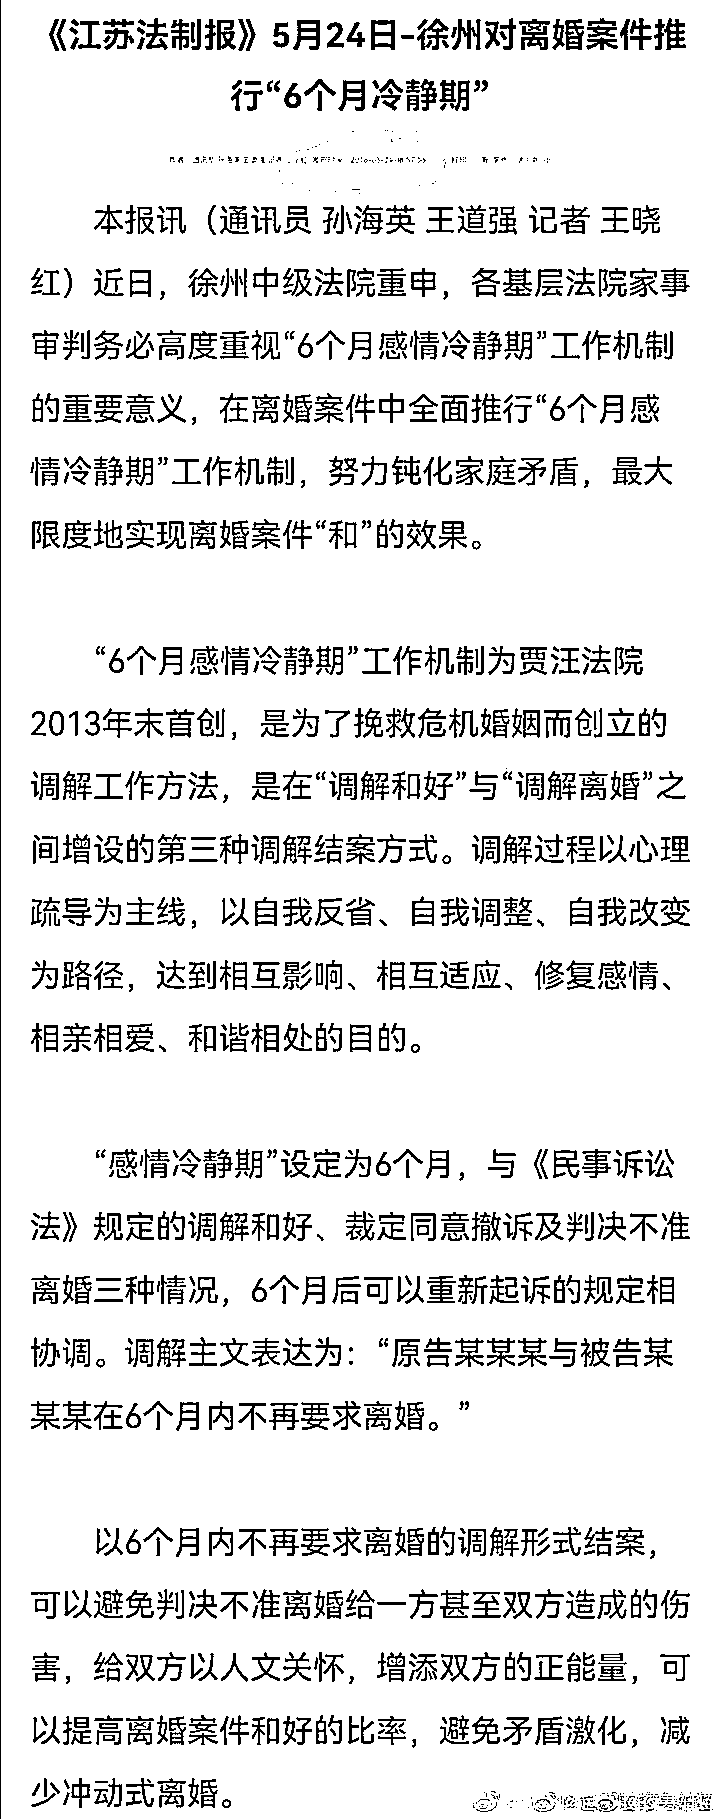 《江苏法制报》5月24日-徐州对离婚案件推
行“6个月冷静期”
本报讯（通讯员 孙海英 王道强 记者 王晓
红）近日，徐州中级法院重申，各基层法院家事
审判务必高度重视“6个月感情冷静期”工作机制
的重要意义，在离婚案件中全面推行“6个月感
情冷静期”工作机制，努力钝化家庭矛盾，最大
限度地实现离婚案件“和”的效果。
“6个月感情冷静期”工作机制为贾汪法院
2013年末首创，是为了挽救危机婚姻而创立的
调解工作方法，是在“调解和好”与“调解离婚”之
间增设的第三种调解结案方式。调解过程以心理
疏导为主线，以自我反省、自我调整、自我改变
为路径，达到相互影响、相互适应、修复感情、
相亲相爱、和谐相处的目的。
“感情冷静期”设定为6个月，与《民事诉讼
法》规定的调解和好、裁定同意撤诉及判决不准
离婚三种情况，6个月后可以重新起诉的规定相
协调。调解主文表达为：“原告某某某与被告某
某某在6个月内不再要求离婚。”
以6个月内不再要求离婚的调解形式结案，
可以避免判决不准离婚给一方甚至双方造成的伤
害，给双方以人文关怀，增添双方的正能量，可
以提高离婚案件和好的比率，避免矛盾激化，减
少冲动式离婚。